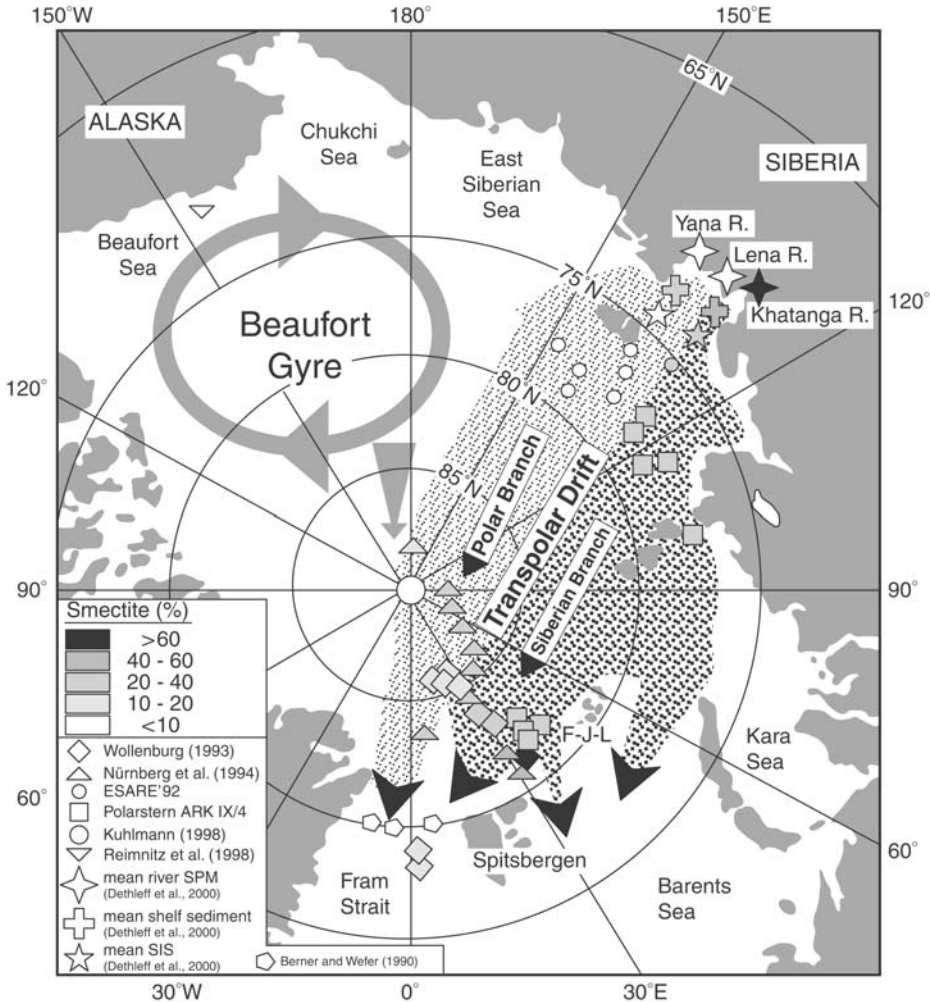 150°W
180°
150°E
65°N
ALASKA
Chukchi
Sea
East
Siberian
Sea
SIBERIA
Yana R.
Lena R.
Beaufort
Sea
75°N
Khatanga R.
120°
Beaufort
Gyre
120°
80°N
85°N
Polar Branch
Transpolar Drift
Siberian Branch
90°
90°
Smectite (%)
>60
40 - 60
20 - 40
10 - 20
<10
F-J-L
Kara
Sea
Wollenburg (1993)
Nürnberg et al. (1994)
ESARE'92
60°
Polarstern ARK IX/4
Kuhlmann (1998)
Reimnitz et al. (1998)
60°
mean river SPM
(Dethleff et al., 2000)
Spitsbergen
Fram
Strait
Barents
Sea
mean shelf sediment
(Dethleff et al., 2000)
mean SIS
(Dethleff et al., 2000)
Berner and Wefer (1990)
30°W
0°
30°E